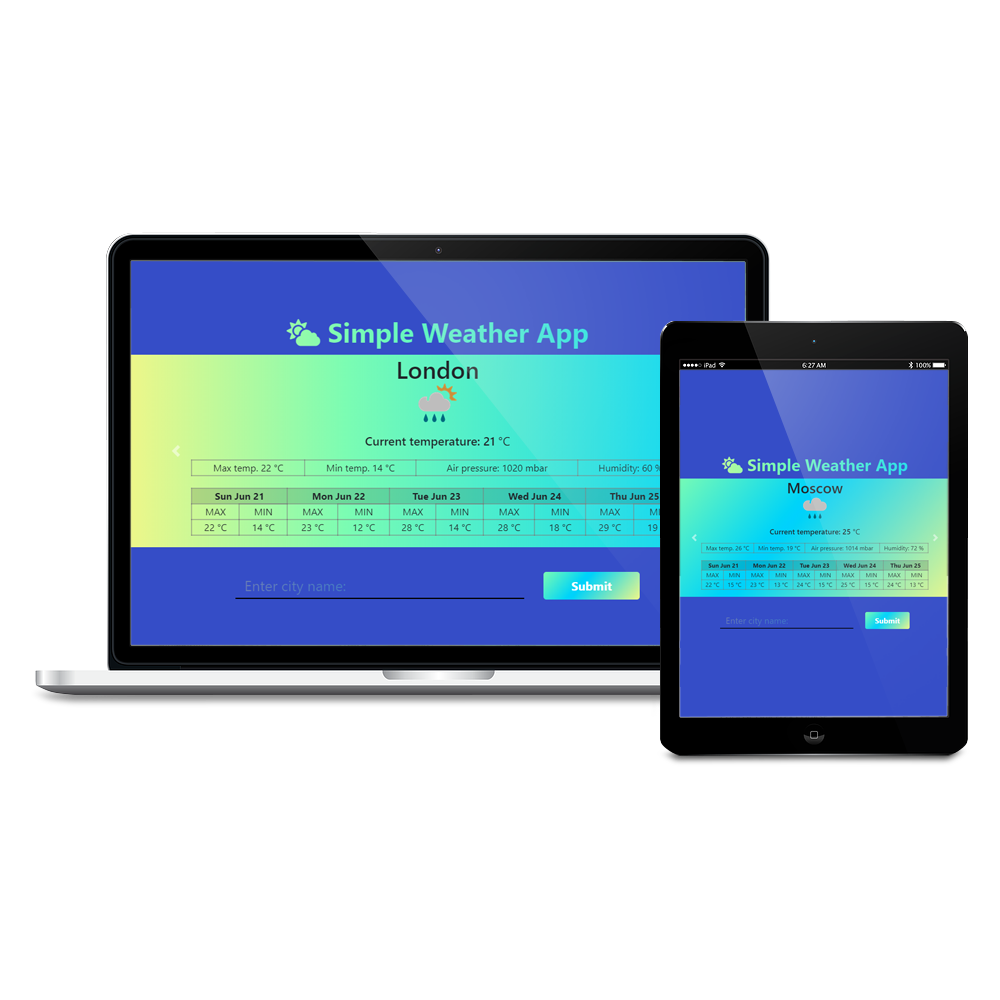 Simple Weather App
London
Current temperature: 21 °C
Max temp. 22 °C Min temp. 14 °C Air pressure: 1020 mbar Humidity: 60 %
Sun Jun 21 Mon Jun 22 Tue Jun 23 Wed Jun 24 Thu Jun 25
MAX MIN MAX MIN MAX MIN MAX MIN MAX
22 °C 14 °C 23 °C 12 °C 28 °C 14 °C 28 °C 18 °C 29 °C 19
Enter city name: Submit
iPad 6:27 AM 100%
Simple Weather App
Moscow
Current temperature: 25 °C
Max temp. 26 °C Min temp. 19 °C Air pressure: 1014 mbar Humidity: 72 %
Sun Jun 21 Mon Jun 22 Tue Jun 23 Wed Jun 24 Thu Jun 25
MAX MIN MAX MIN MAX MIN MAX MIN MAX MIN
22 °C 15 °C 23 °C 13 °C 24 °C 15 °C 25 °C 15 °C 24 °C 13 °C
Enter city name: Submit